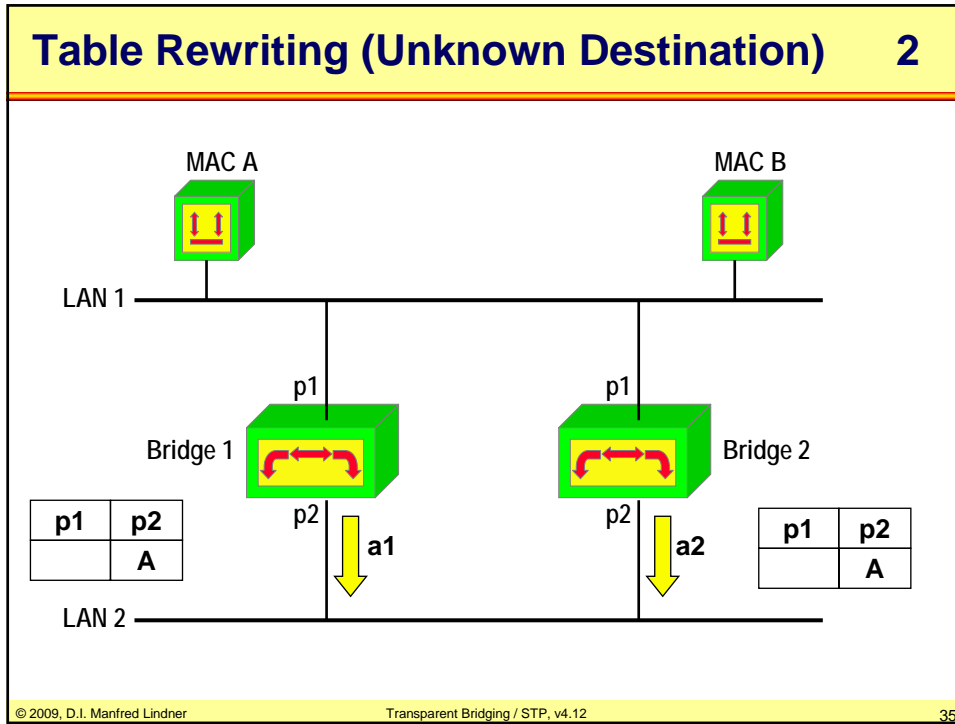 Table Rewriting (Unknown Destination) 2
MAC A
MAC B
LAN 1
p1
p1
Bridge 1
Bridge 2
p2
p2
p1 p2
A
a1
a2
p1 p2
A
LAN 2
© 2009, D.I. Manfred Lindner
Transparent Bridging / STP, v4.12
35